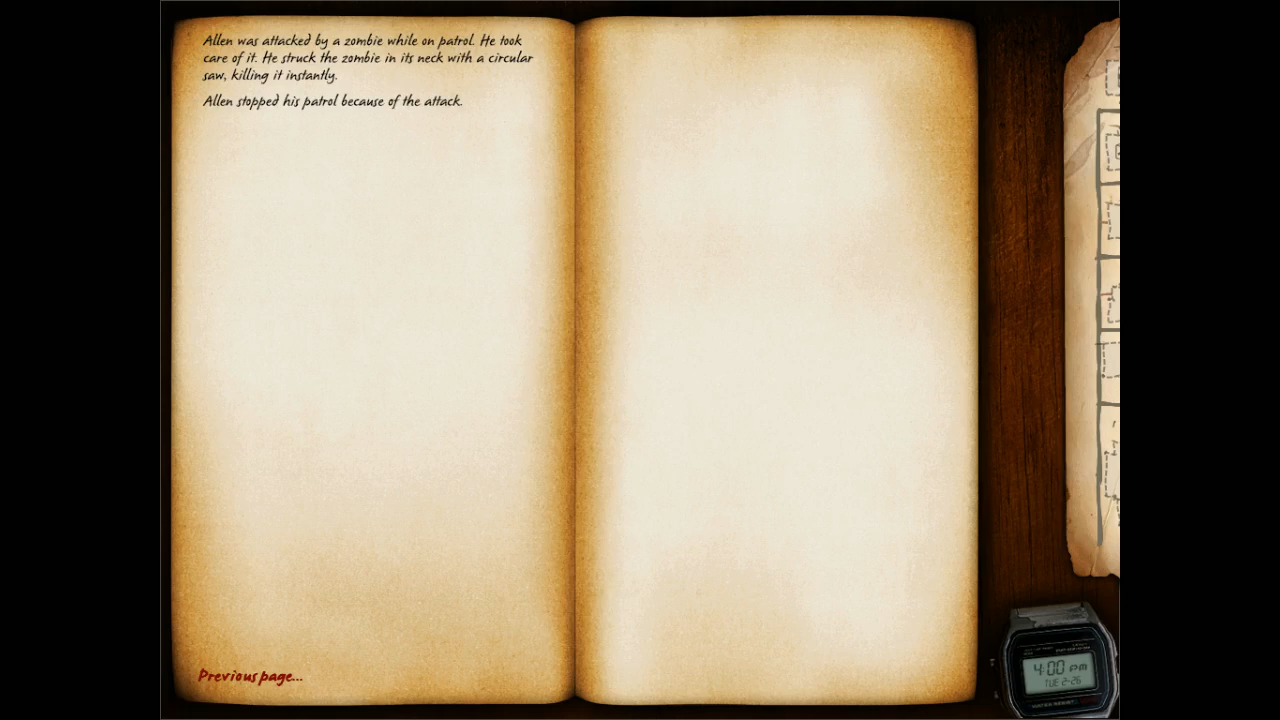 Allen was attacked by a zombie while on patrol. He took
care of it. He struck the zombie in its neck with a circular
saw, killing it instantly.
Allen stopped his patrol because of the attack.
Previous page...
4:00 pm
TUE 2-26